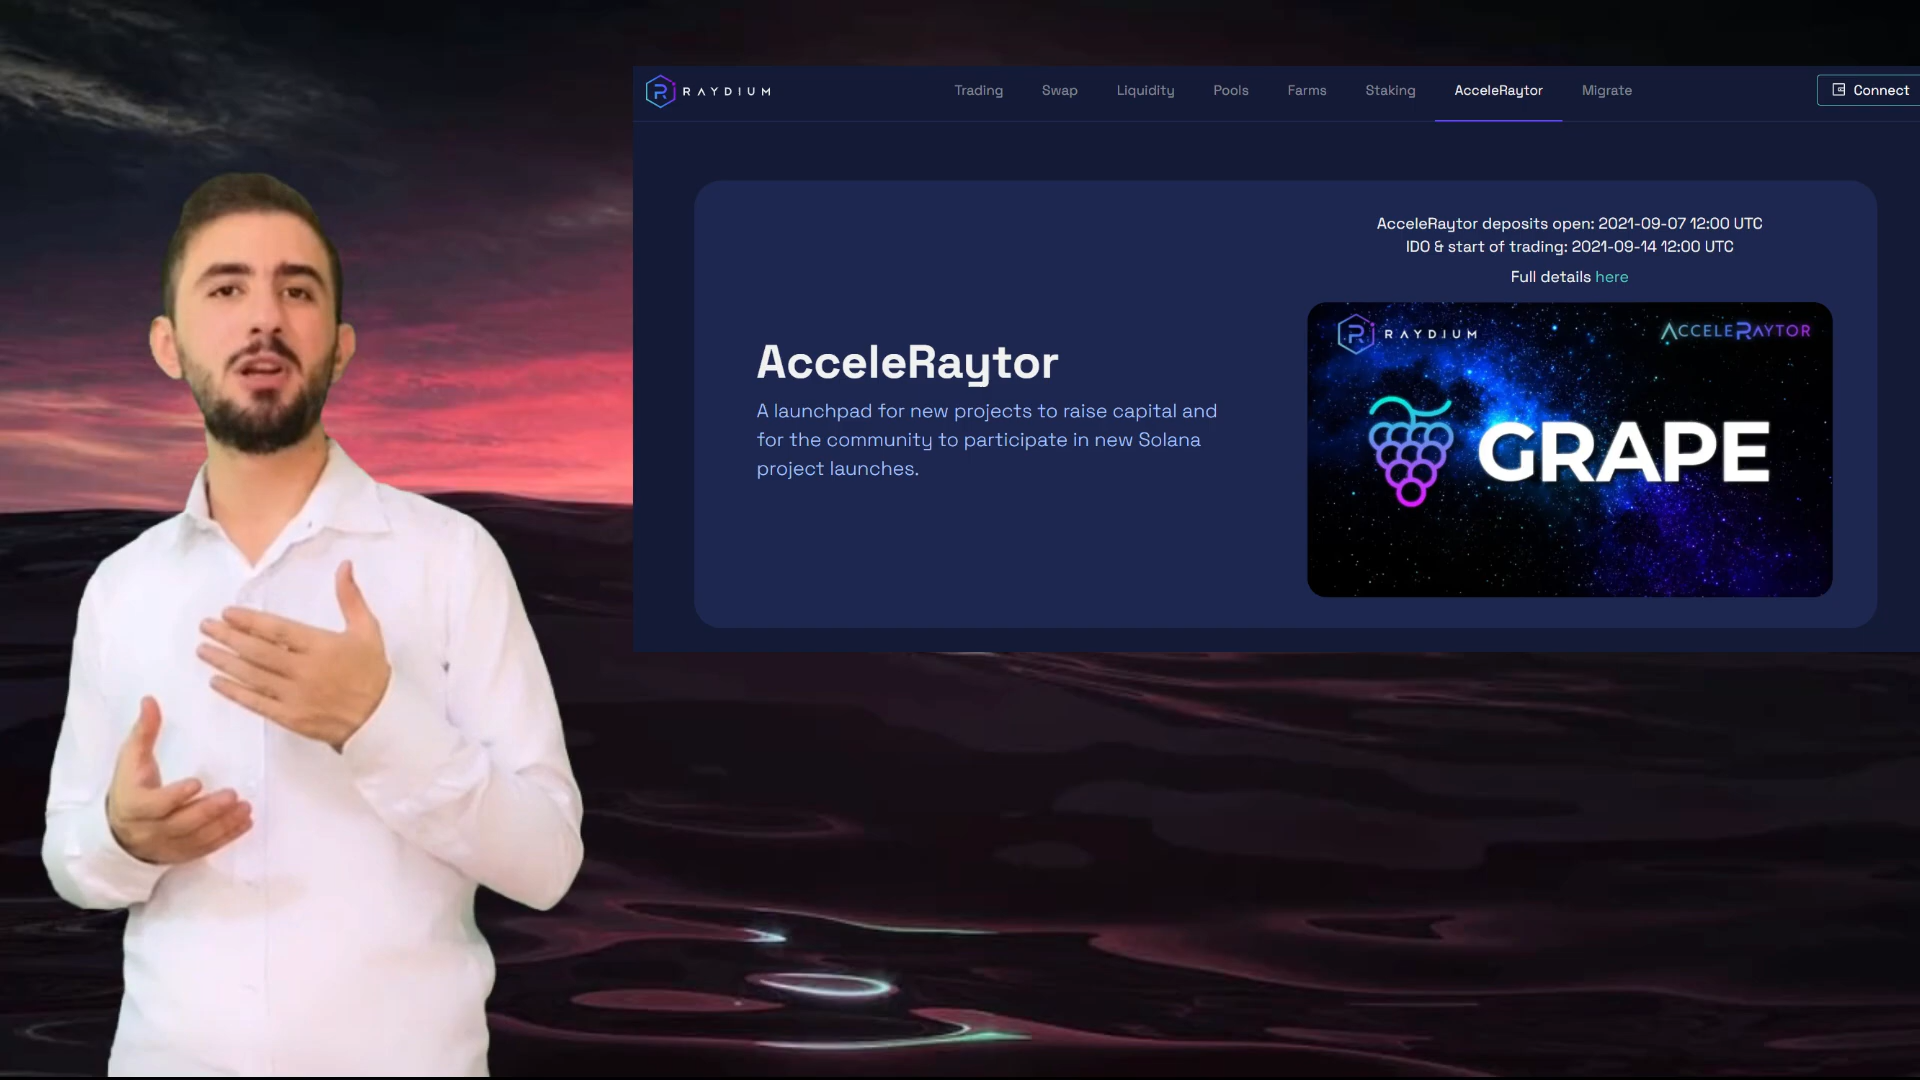 RAYDIUM
Trading Swap Liquidity Pools Farms Staking AcceleRaytor Migrate Connect
AcceleRaytor deposits open: 2021-09-07 12:00 UTC
IDO & start of trading: 2021-09-14 12:00 UTC
Full details here
AcceleRaytor
A launchpad for new projects to raise capital and
for the community to participate in new Solana
project launches.
RAYDIUM ACCELERAYTOR
GRAPE